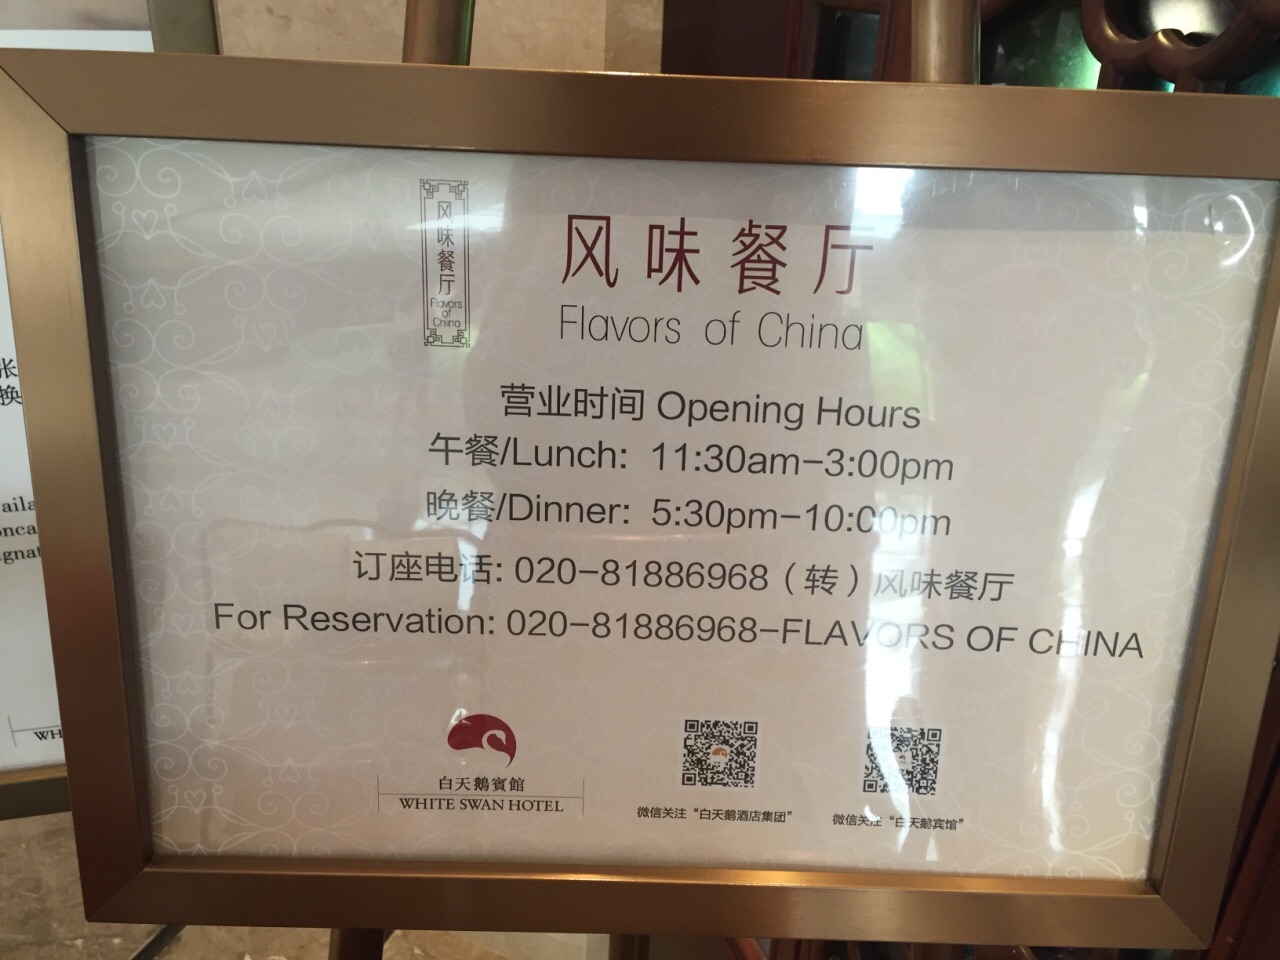 风味餐厅
Flavors
of
China
风味餐厅
Flavors of China
营业时间 Opening Hours
午餐/Lunch: 11:30am-3:00pm
晚餐/Dinner: 5:30pm-10:00pm
订座电话: 020-81886968（转）风味餐厅
For Reservation: 020-81886968-FLAVORS OF CHINA
白天鹅賓館
WHITE SWAN HOTEL
微信关注“白天鹅酒店集团”
微信关注“白天鹅宾馆”
张
换
WH